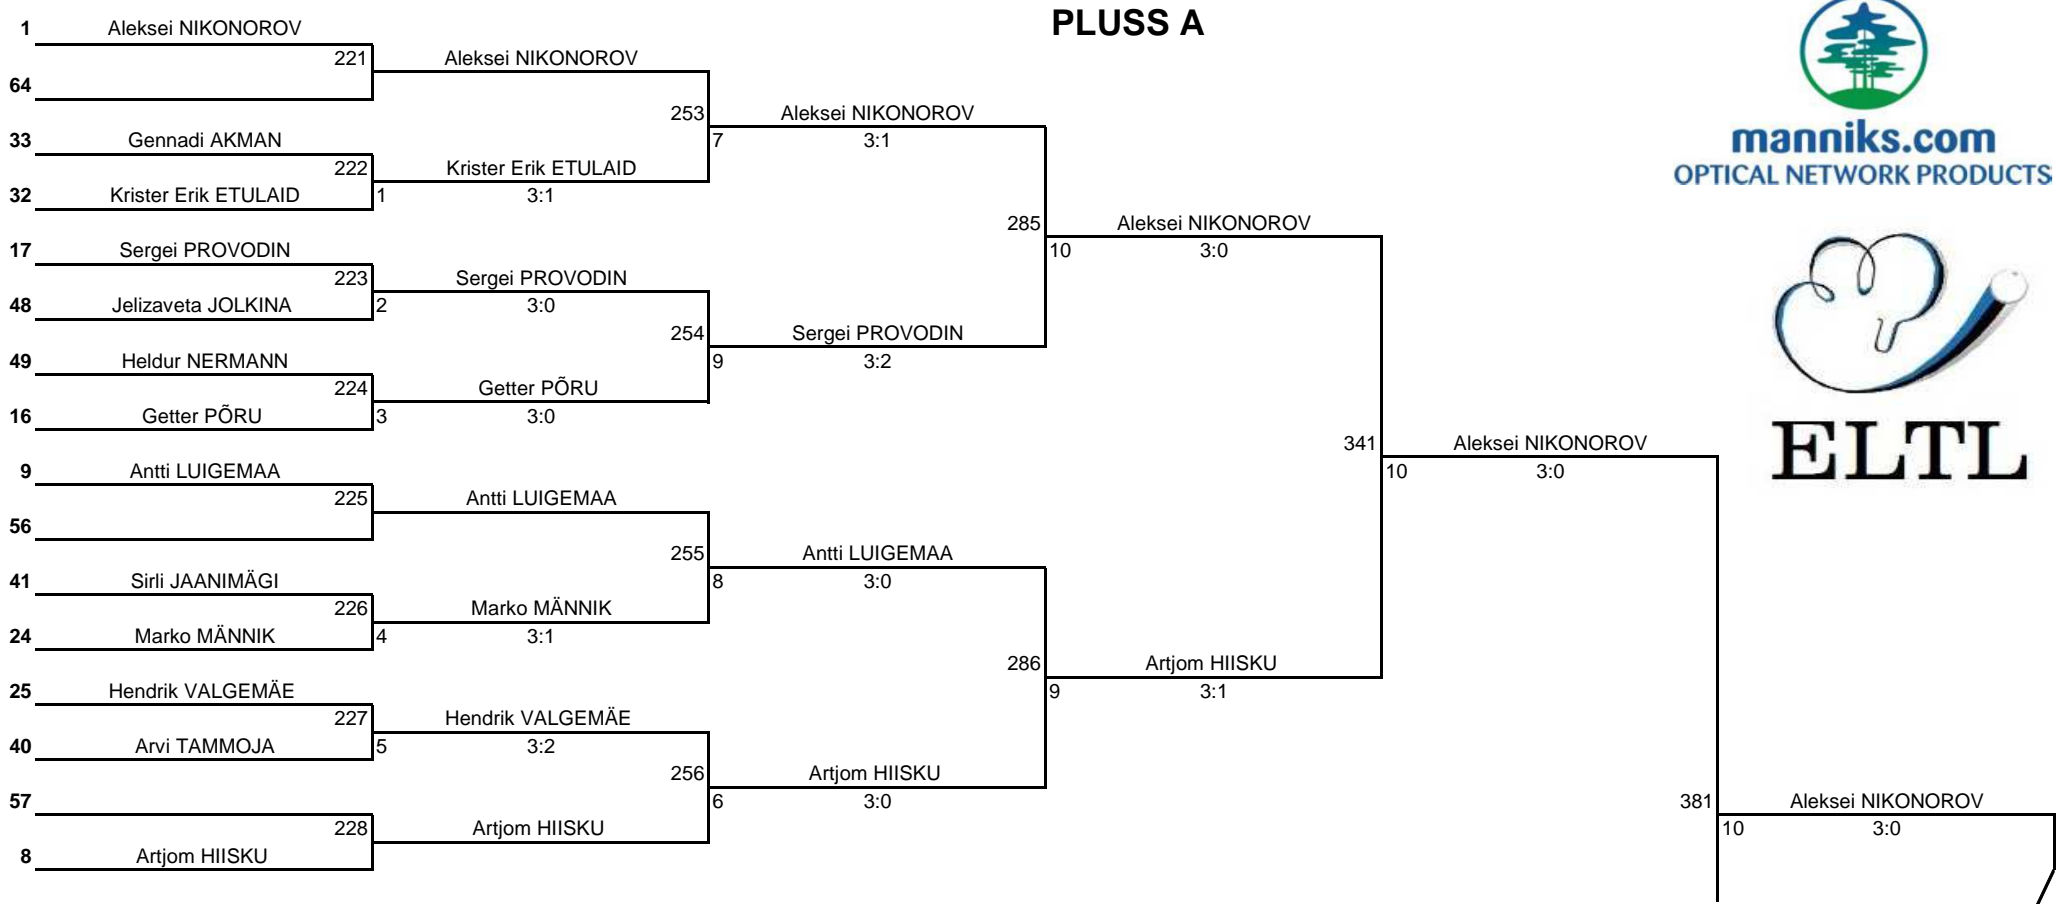 PLUSS A
1 Aleksei NIKONOROV
221 Aleksei NIKONOROV
64
253 Aleksei NIKONOROV
7 3:1
33 Gennadi AKMAN
222 Krister Erik ETULAID
32 Krister Erik ETULAID 1 3:1
285 Aleksei NIKONOROV
10 3:0
17 Sergei PROVODIN
223 Sergei PROVODIN
48 Jelizaveta JOLKINA 2 3:0
254 Sergei PROVODIN
9 3:2
49 Heldur NERMANN
224 Getter PÕRU
16 Getter PÕRU 3 3:0
341 Aleksei NIKONOROV
10 3:0
9 Antti LUIGEMAA
225 Antti LUIGEMAA
56
255 Antti LUIGEMAA
8 3:0
41 Sirli JAANIMÄGI
226 Marko MÄNNIK
24 Marko MÄNNIK 4 3:1
286 Artjom HIISKU
9 3:1
25 Hendrik VALGEMÄE
227 Hendrik VALGEMÄE
40 Arvi TAMMOJA 5 3:2
256 Artjom HIISKU
6 3:0
57
228 Artjom HIISKU
8 Artjom HIISKU
381 Aleksei NIKONOROV
10 3:0
manniks.com
OPTICAL NETWORK PRODUCTS
ELTL